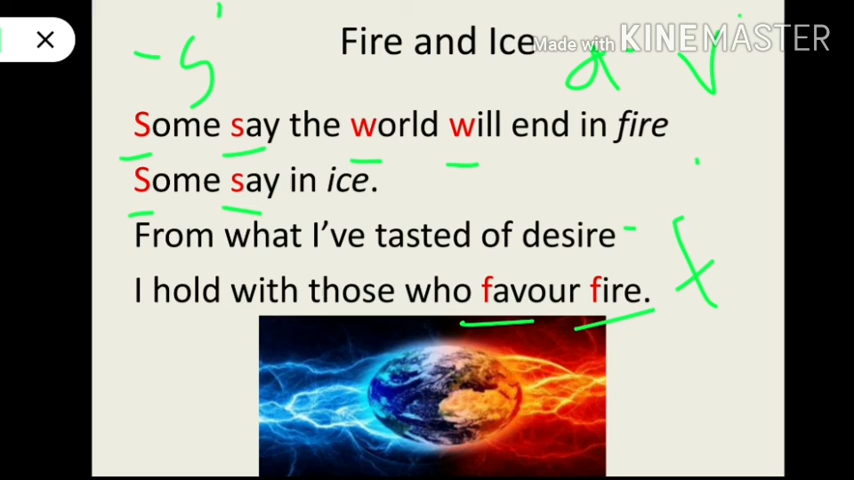 Fire and Ice
Made with KINEMASTER
Some say the world will end in fire
Some say in ice.
From what I've tasted of desire
I hold with those who favour fire.